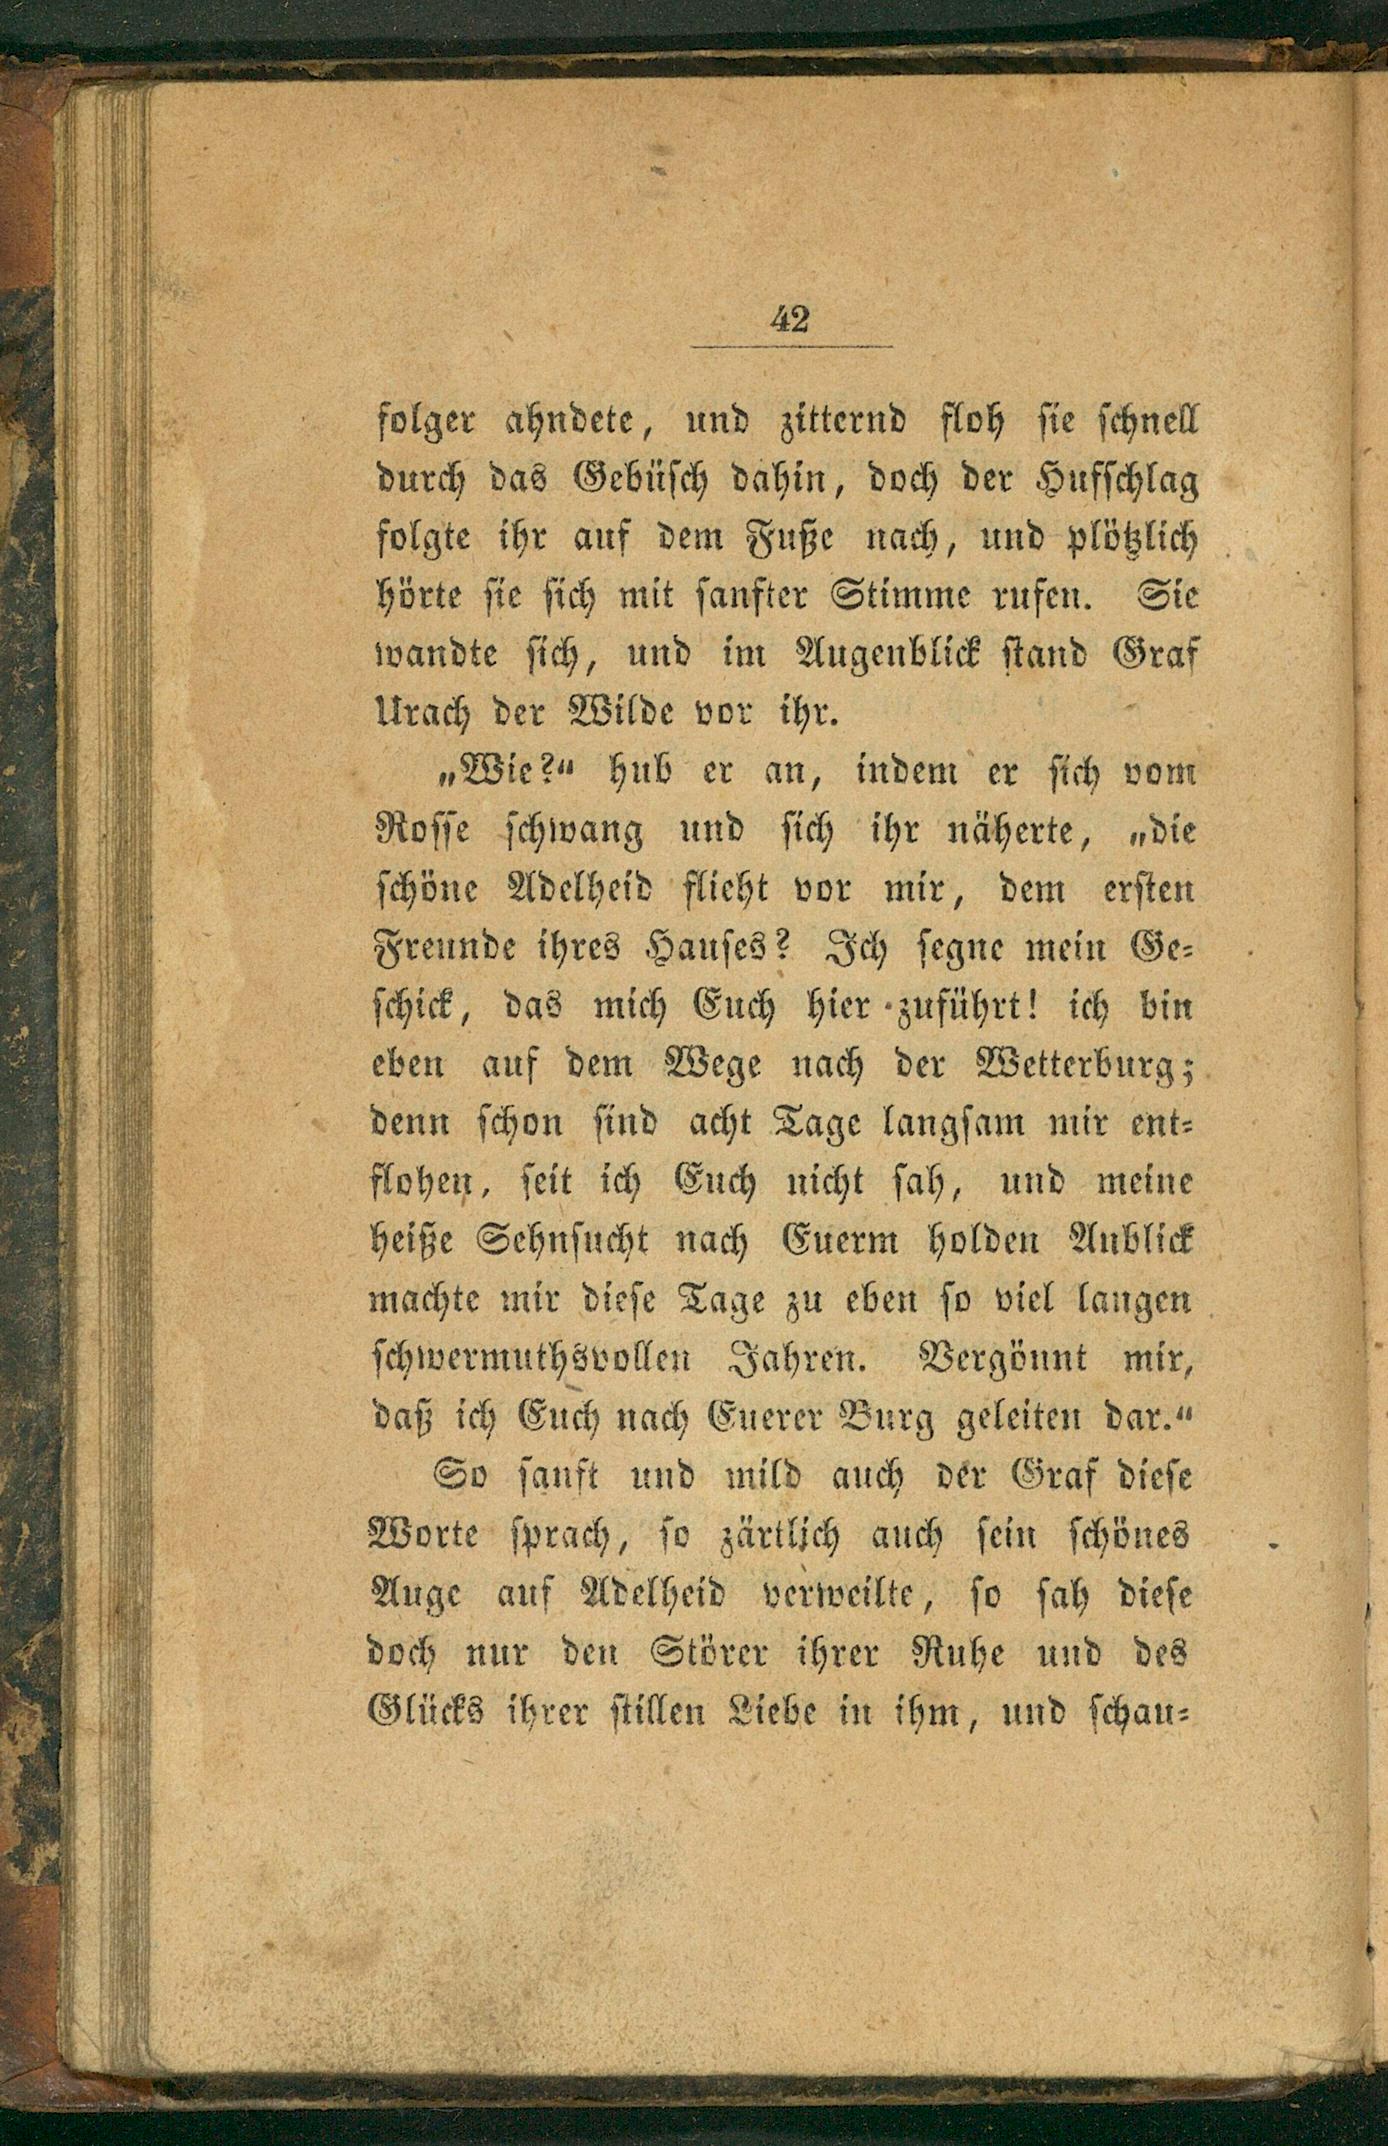 42
folger ahndete, und zitternd floh sie schnell
durch das Gebüsch dahin, doch der Hufschlag
folgte ihr auf dem Fuße nach, und plötzlich
hörte sie sich mit sanfter Stimme rufen. Sie
wandte sich, und im Augenblick stand Graf
Urach der Wilde vor ihr.
„Wie?“ hub er an, indem er sich vom
Rosse schwang und sich ihr näherte, „die
schöne Adelheid flieht vor mir, dem ersten
Freunde ihres Hauses? Ich segne mein Ge-
schick, das mich Euch hier zuführt! ich bin
eben auf dem Wege nach der Wetterburg;
denn schon sind acht Tage langsam mir ent-
flohen, seit ich Euch nicht sah, und meine
heiße Sehnsucht nach Euerm holden Anblick
machte mir diese Tage zu eben so viel langen
schwermuthsvollen Jahren. Vergönnt mir,
daß ich Euch nach Euerer Burg geleiten dar.“
So sanft und mild auch der Graf diese
Worte sprach, so zärtlich auch sein schönes
Auge auf Adelheid verweilte, so sah diese
doch nur den Störer ihrer Ruhe und des
Glücks ihrer stillen Liebe in ihm, und schau-